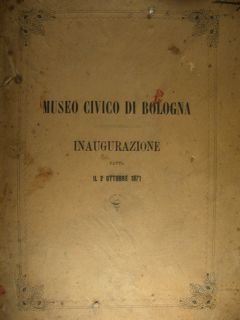 MUSEO CIVICO DI BOLOGNA
INAUGURAZIONE
FATTA
IL 2 OTTOBRE 1871